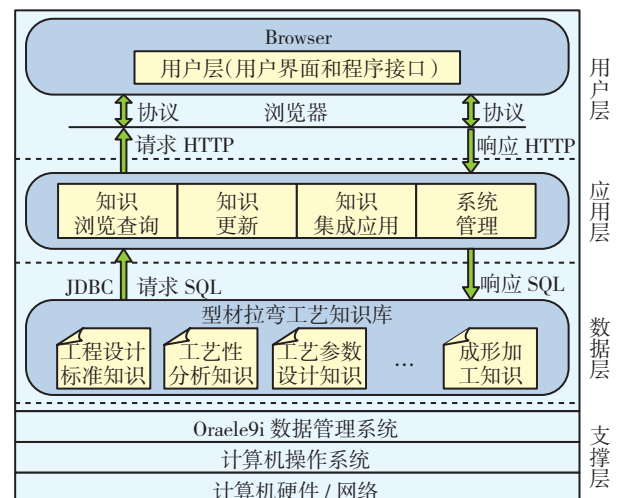 Browser
用户层(用户界面和程序接口)
用户层
协议 浏览器 协议
请求 HTTP 响应 HTTP
知识浏览查询
知识更新
知识集成应用
系统管理
应用层
JDBC 请求 SQL 响应 SQL
型材拉弯工艺知识库
工程设计标准知识
工艺性分析知识
工艺参数设计知识
…
成形加工知识
数据层
Oraele9i 数据管理系统
计算机操作系统
计算机硬件 / 网络
支撑层